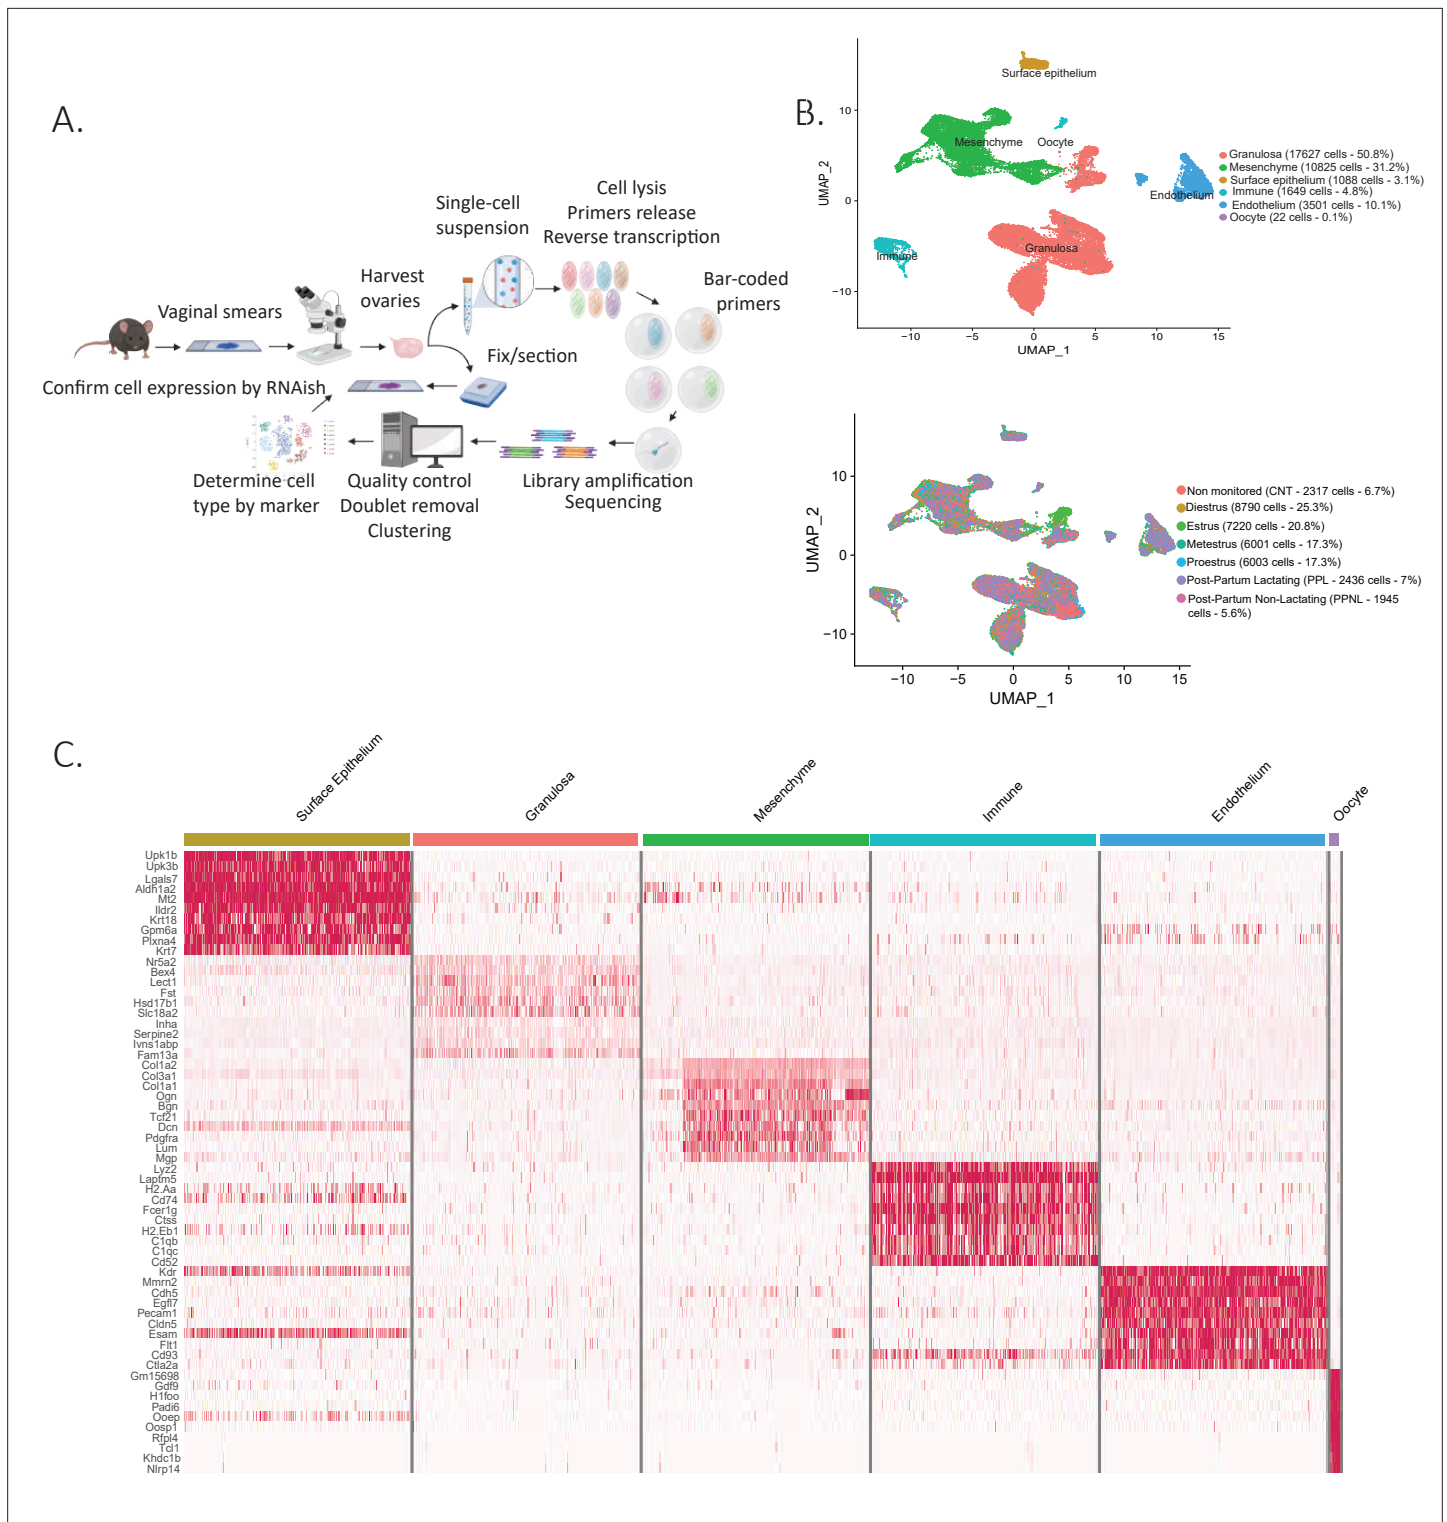 A.
Vaginal smears
Harvest
ovaries
Single-cell
suspension
Cell lysis
Primers release
Reverse transcription
Bar-coded
primers
Fix/section
Confirm cell expression by RNAish
Determine cell
type by marker
Quality control
Doublet removal
Clustering
Library amplification
Sequencing
B.
UMAP_2
10
0
−10
Surface epithelium
Mesenchyme
Oocyte
Endothelium
Granulosa
Immune
−10
−5
0
5
10
15
UMAP_1
Granulosa (17627 cells - 50.8%)
Mesenchyme (10825 cells - 31.2%)
Surface epithelium (1088 cells - 3.1%)
Immune (1649 cells - 4.8%)
Endothelium (3501 cells - 10.1%)
Oocyte (22 cells - 0.1%)
UMAP_2
10
0
−10
−10
−5
0
5
10
15
UMAP_1
Non monitored (CNT - 2317 cells - 6.7%)
Diestrus (8790 cells - 25.3%)
Estrus (7220 cells - 20.8%)
Metestrus (6001 cells - 17.3%)
Proestrus (6003 cells - 17.3%)
Post-Partum Lactating (PPL - 2436 cells - 7%)
Post-Partum Non-Lactating (PPNL - 1945
cells - 5.6%)
C.
Surface Epithelium
Granulosa
Mesenchyme
Immune
Endothelium
Oocyte
Upk1b
Upk3b
Lgals7
Aldh1a2
Mt2
Ildr2
Krt18
Gpm6a
Plxna4
Krt7
Nr5a2
Bex4
Lect1
Fst
Hsd17b1
Slc18a2
Inha
Serpine2
Ivns1abp
Fam13a
Col1a2
Col3a1
Col1a1
Ogn
Bgn
Tcf21
Dcn
Pdgfra
Lum
Mgp
Lyz2
Laptm5
H2.Aa
Cd74
Fcer1g
Ctss
H2.Eb1
C1qb
C1qc
Cd52
Kdr
Mmrn2
Cdh5
Egfl7
Pecam1
Cldn5
Esam
Flt1
Cd93
Ctla2a
Gm15698
Gdf9
H1foo
Padi6
Ooep
Oosp1
Rfpl4
Tcl1
Khdc1b
Nlrp14